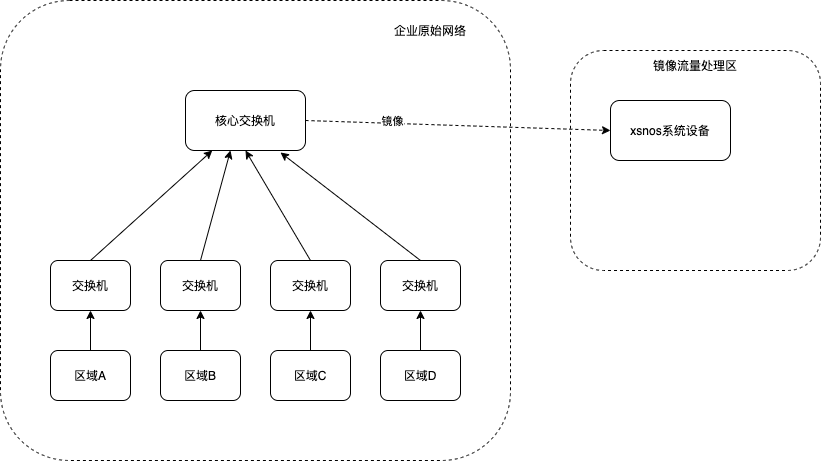 企业原始网络
镜像流量处理区
核心交换机
镜像
xsnos系统设备
交换机
交换机
交换机
交换机
区域A
区域B
区域C
区域D